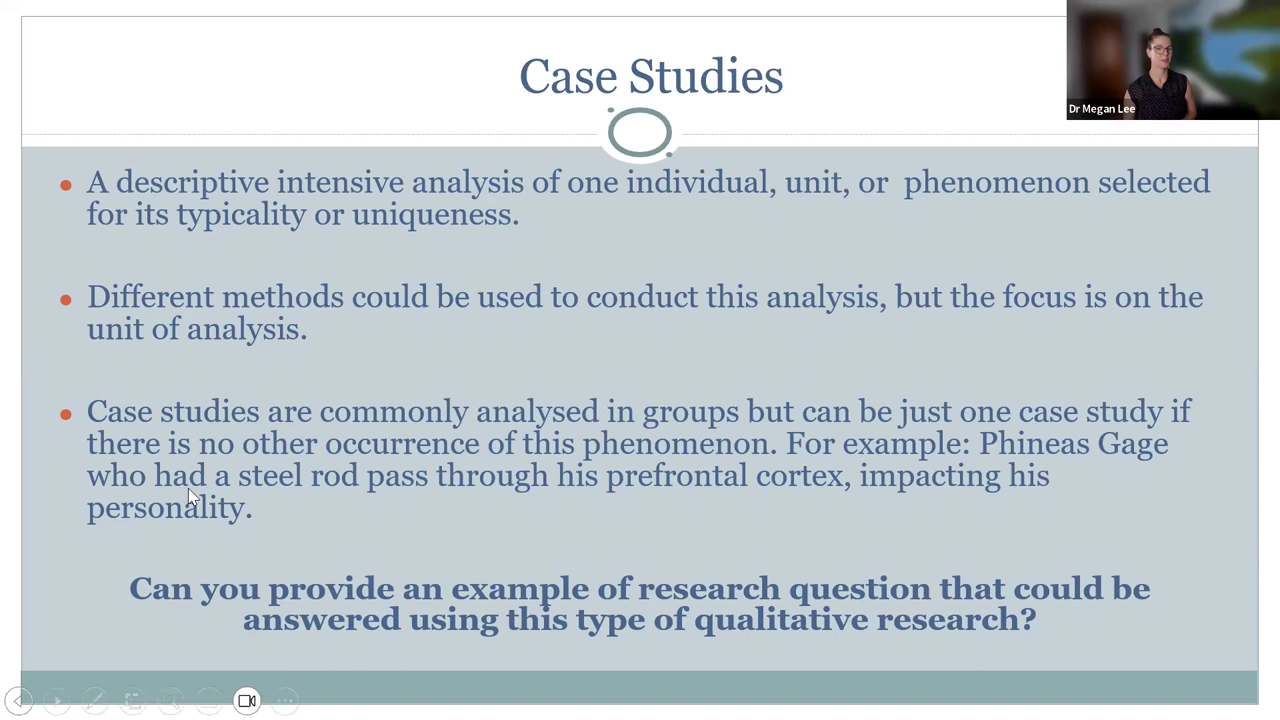 Case Studies
Dr Megan Lee
A descriptive intensive analysis of one individual, unit, or phenomenon selected
for its typicality or uniqueness.
Different methods could be used to conduct this analysis, but the focus is on the
unit of analysis.
Case studies are commonly analysed in groups but can be just one case study if
there is no other occurrence of this phenomenon. For example: Phineas Gage
who had a steel rod pass through his prefrontal cortex, impacting his
personality.
Can you provide an example of research question that could be
answered using this type of qualitative research?